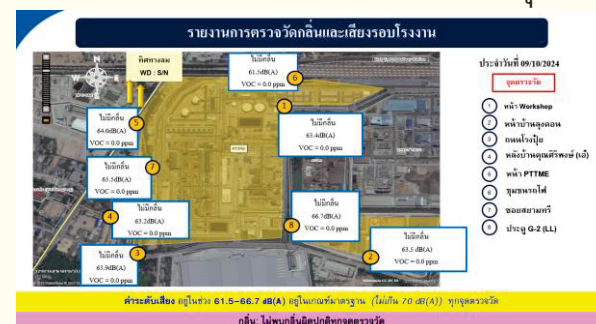 รายงานการตรวจวัดกลิ่นและเสียงรอบโรงงาน
ประจำวันที่ 09/10/2024
จุดตรวจวัด
1 หน้า Workshop
2 หน้าบ้านลุงตอน
3 ถนนโรงปุ๋ย
4 หลังบ้านคุณศิริพงษ์ (เฮ้)
5 หน้า PTTME
6 ชุมชนรถไฟ
7 ซอยสยามทรี
8 ประตู G-2 (LL)
ทิศทางลม
WD : S/N
N
W
E
ไม่มีกลิ่น
61.5dB(A)
VOC = 0.0 ppm
6
1
ไม่มีกลิ่น
63.4dB(A)
VOC = 0.0 ppm
ไม่มีกลิ่น
64.0dB(A)
VOC = 0.0 ppm
5
ไม่มีกลิ่น
65.5dB(A)
VOC = 0.0 ppm
7
ไม่มีกลิ่น
63.2dB(A)
VOC = 0.0 ppm
4
ไม่มีกลิ่น
66.7dB(A)
VOC = 0.0 ppm
8
ไม่มีกลิ่น
63.5 dB(A)
VOC = 0.0 ppm
2
ไม่มีกลิ่น
63.9dB(A)
VOC = 0.0 ppm
3
ค่าระดับเสียง อยู่ในช่วง 61.5–66.7 dB(A) อยู่ในเกณฑ์มาตรฐาน (ไม่เกิน 70 dB(A)) ทุกจุดตรวจวัด
กลิ่น: ไม่พบกลิ่นผิดปกติทุกจุดตรวจวัด